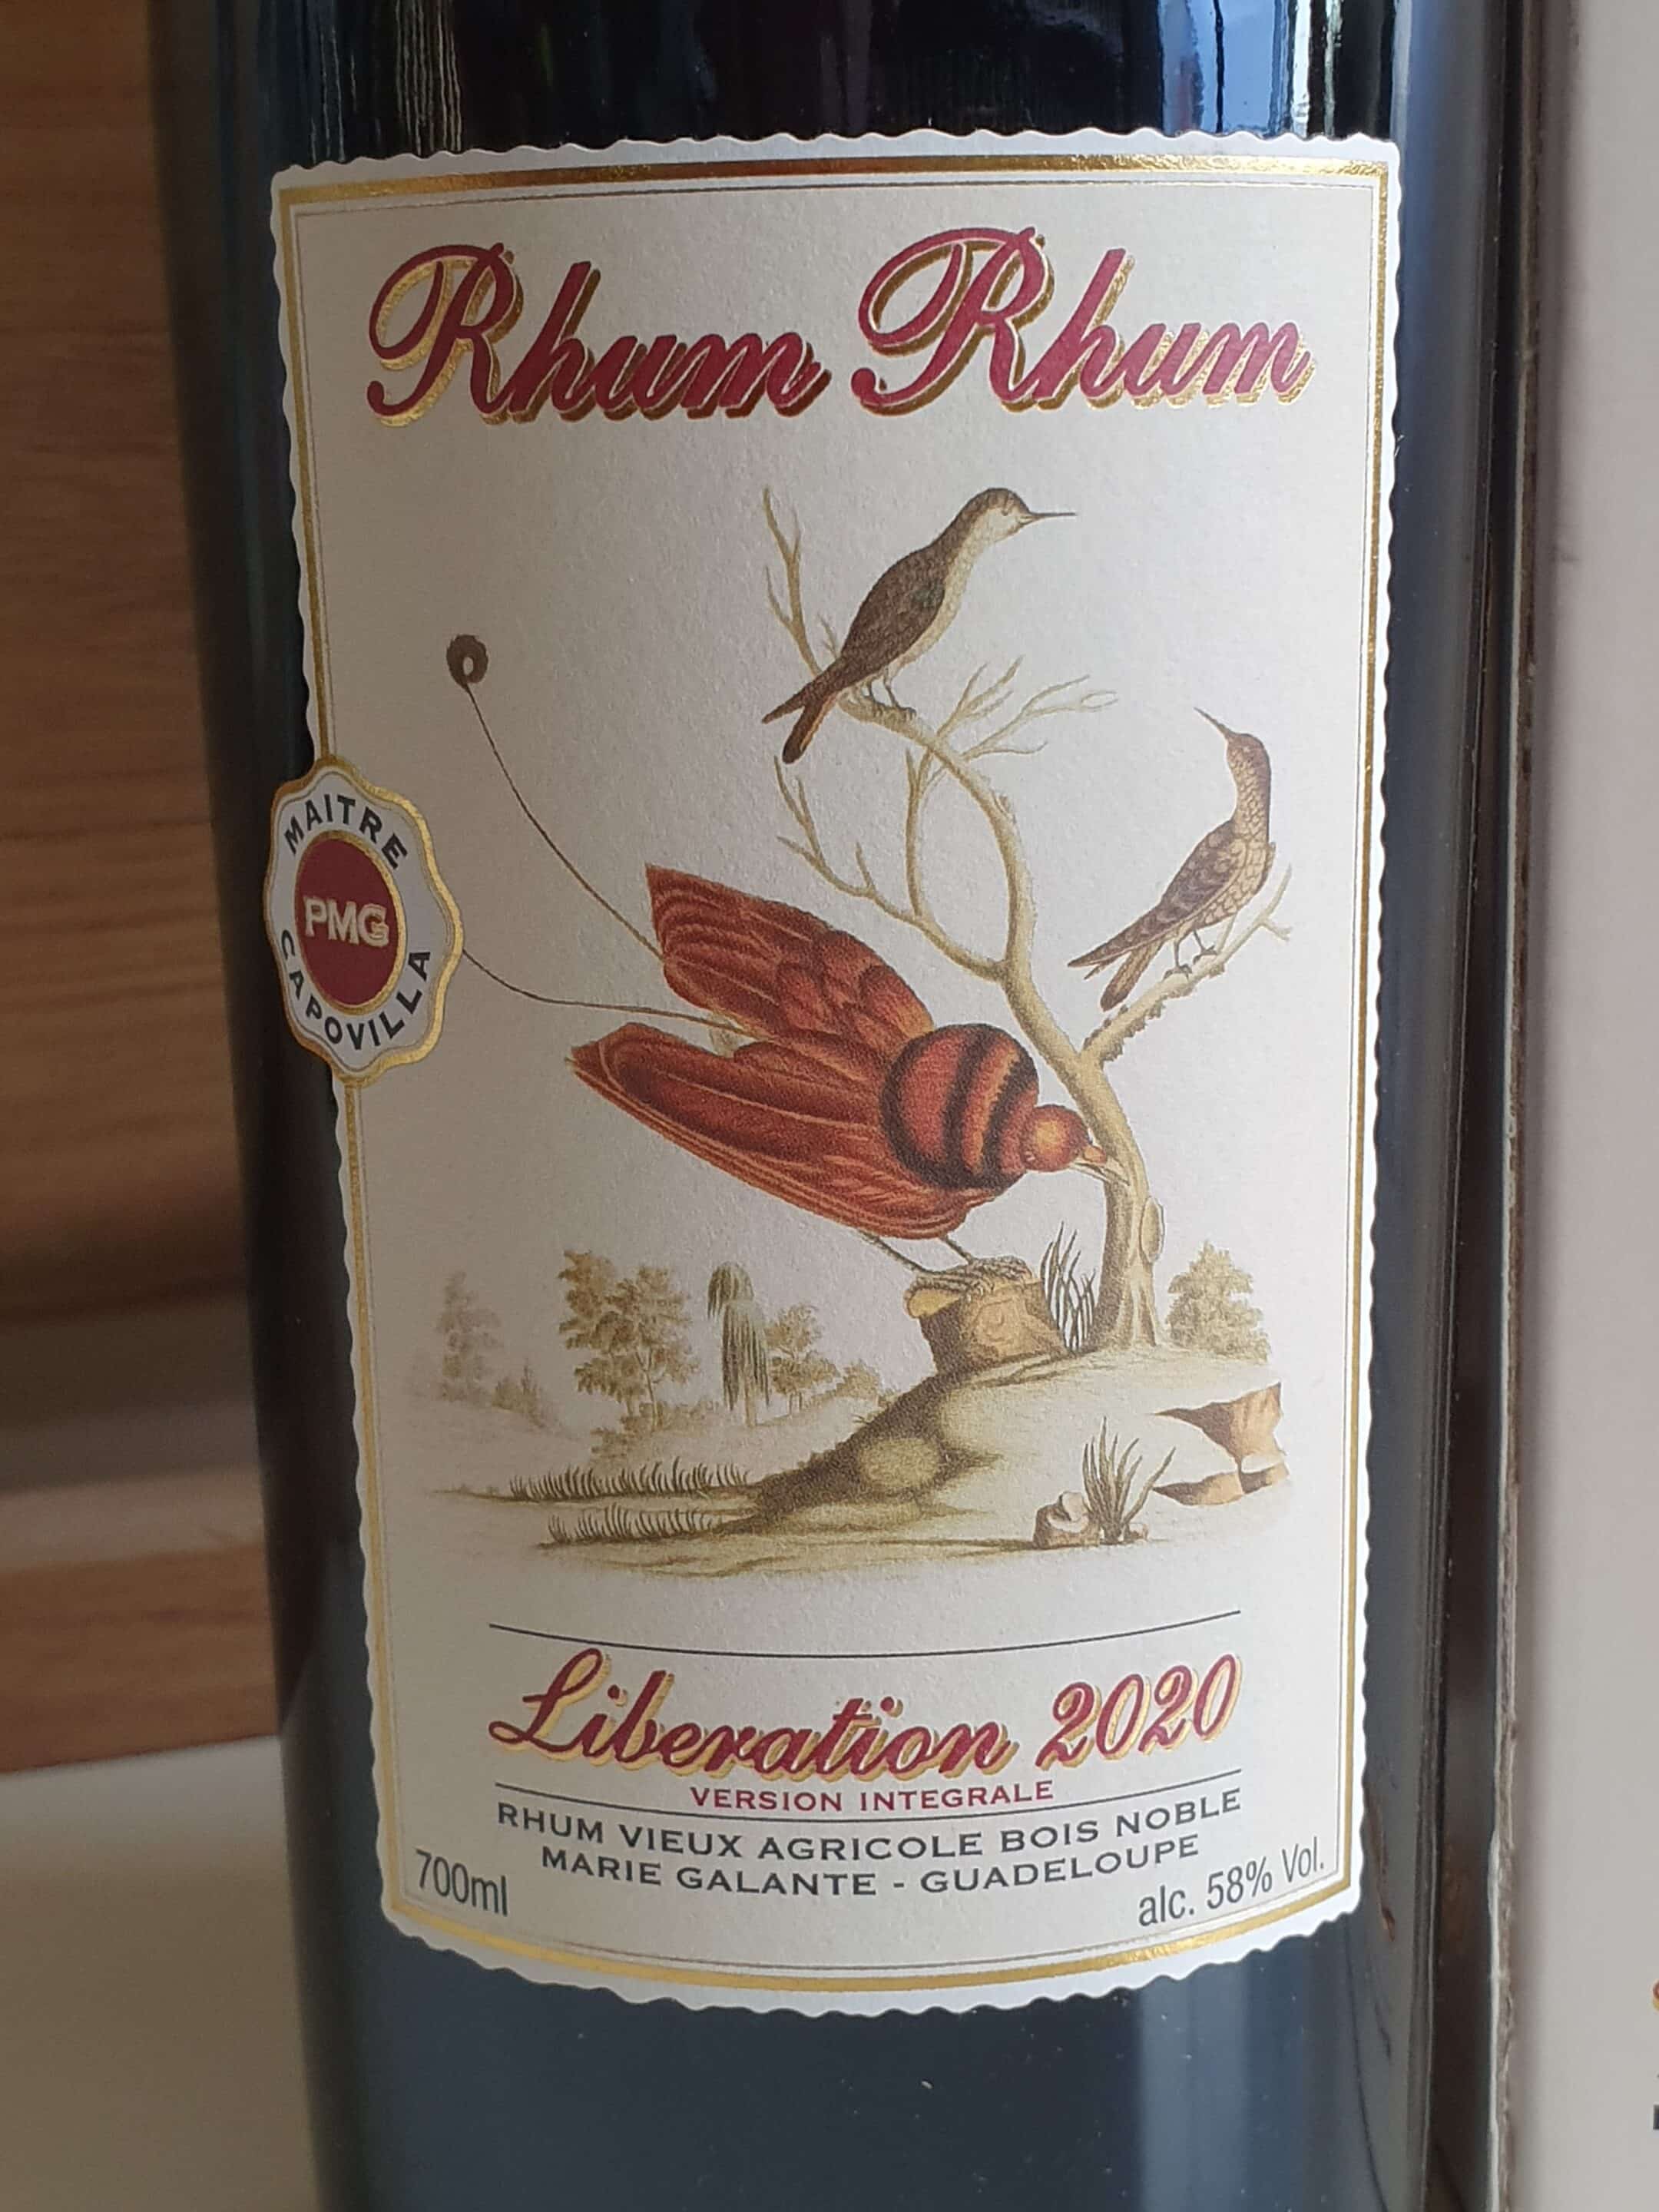 Rhum Rhum
MAITRE
PMG
CAPOVILLA
Liberation 2020
VERSION INTEGRALE
RHUM VIEUX AGRICOLE BOIS NOBLE
MARIE GALANTE - GUADELOUPE
700ml
alc. 58% Vol.